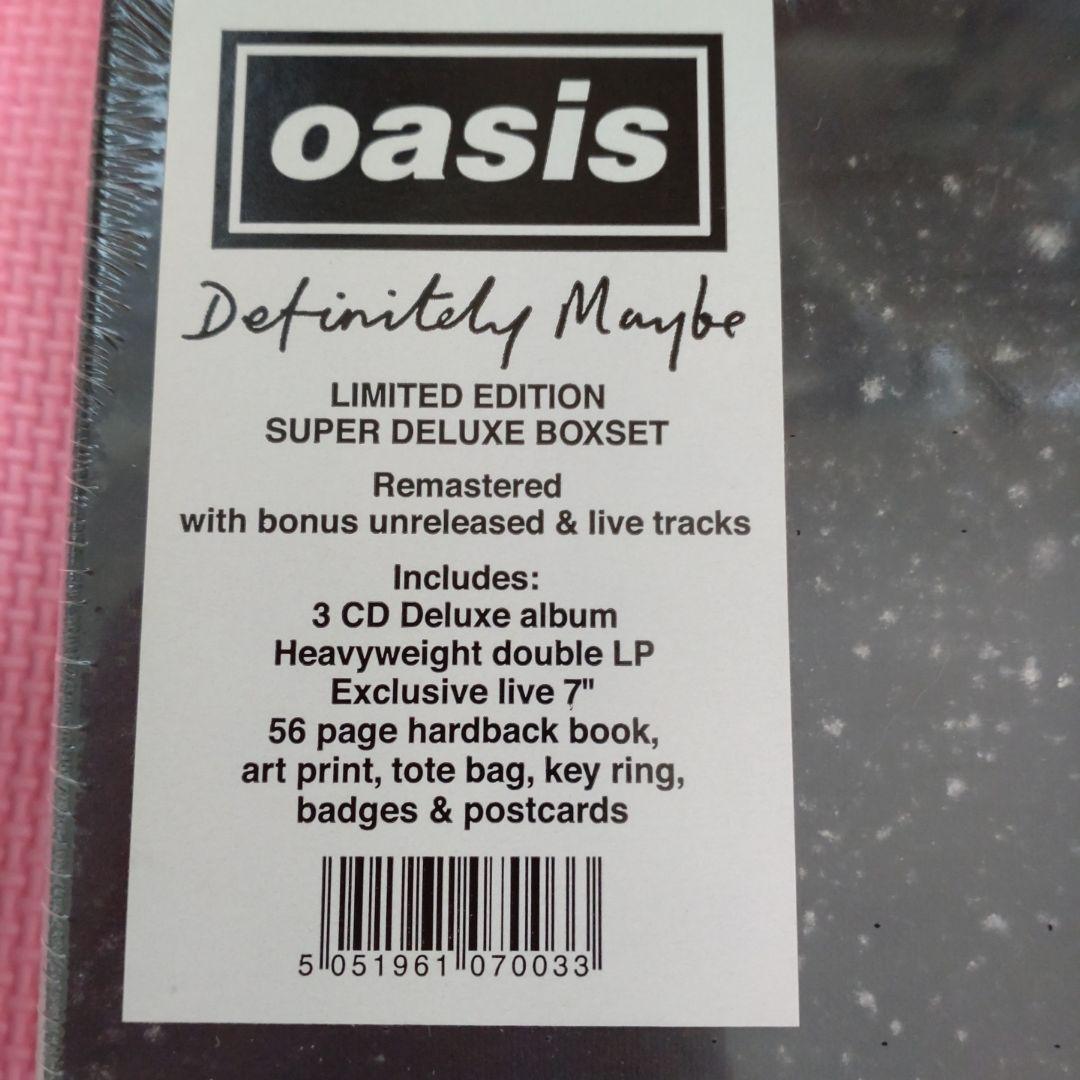 oasis
Definitely Maybe
LIMITED EDITION
SUPER DELUXE BOXSET
Remastered
with bonus unreleased & live tracks
Includes:
3 CD Deluxe album
Heavyweight double LP
Exclusive live 7"
56 page hardback book,
art print, tote bag, key ring,
badges & postcards
5 051961 070033